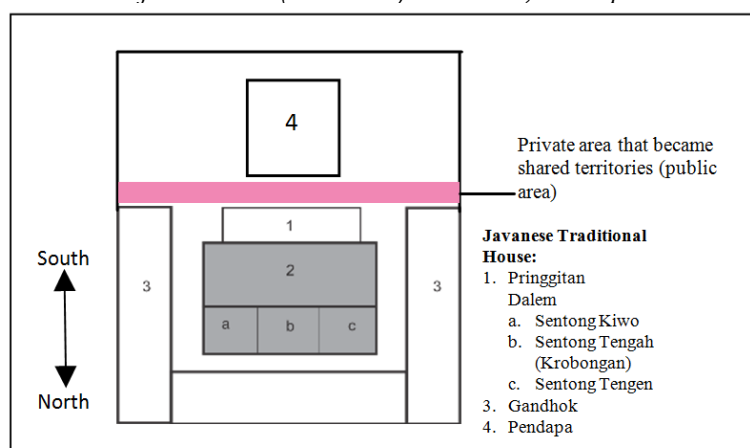 4
Private area that became
shared territories (public
area)
1
Javanese Traditional
House:
South
2
1. Pringgitan
3
3
Dalem
a
b
c
a. Sentong Kiwo
b. Sentong Tengah
(Krobongan)
c. Sentong Tengen
North
3. Gandhok
4. Pendapa